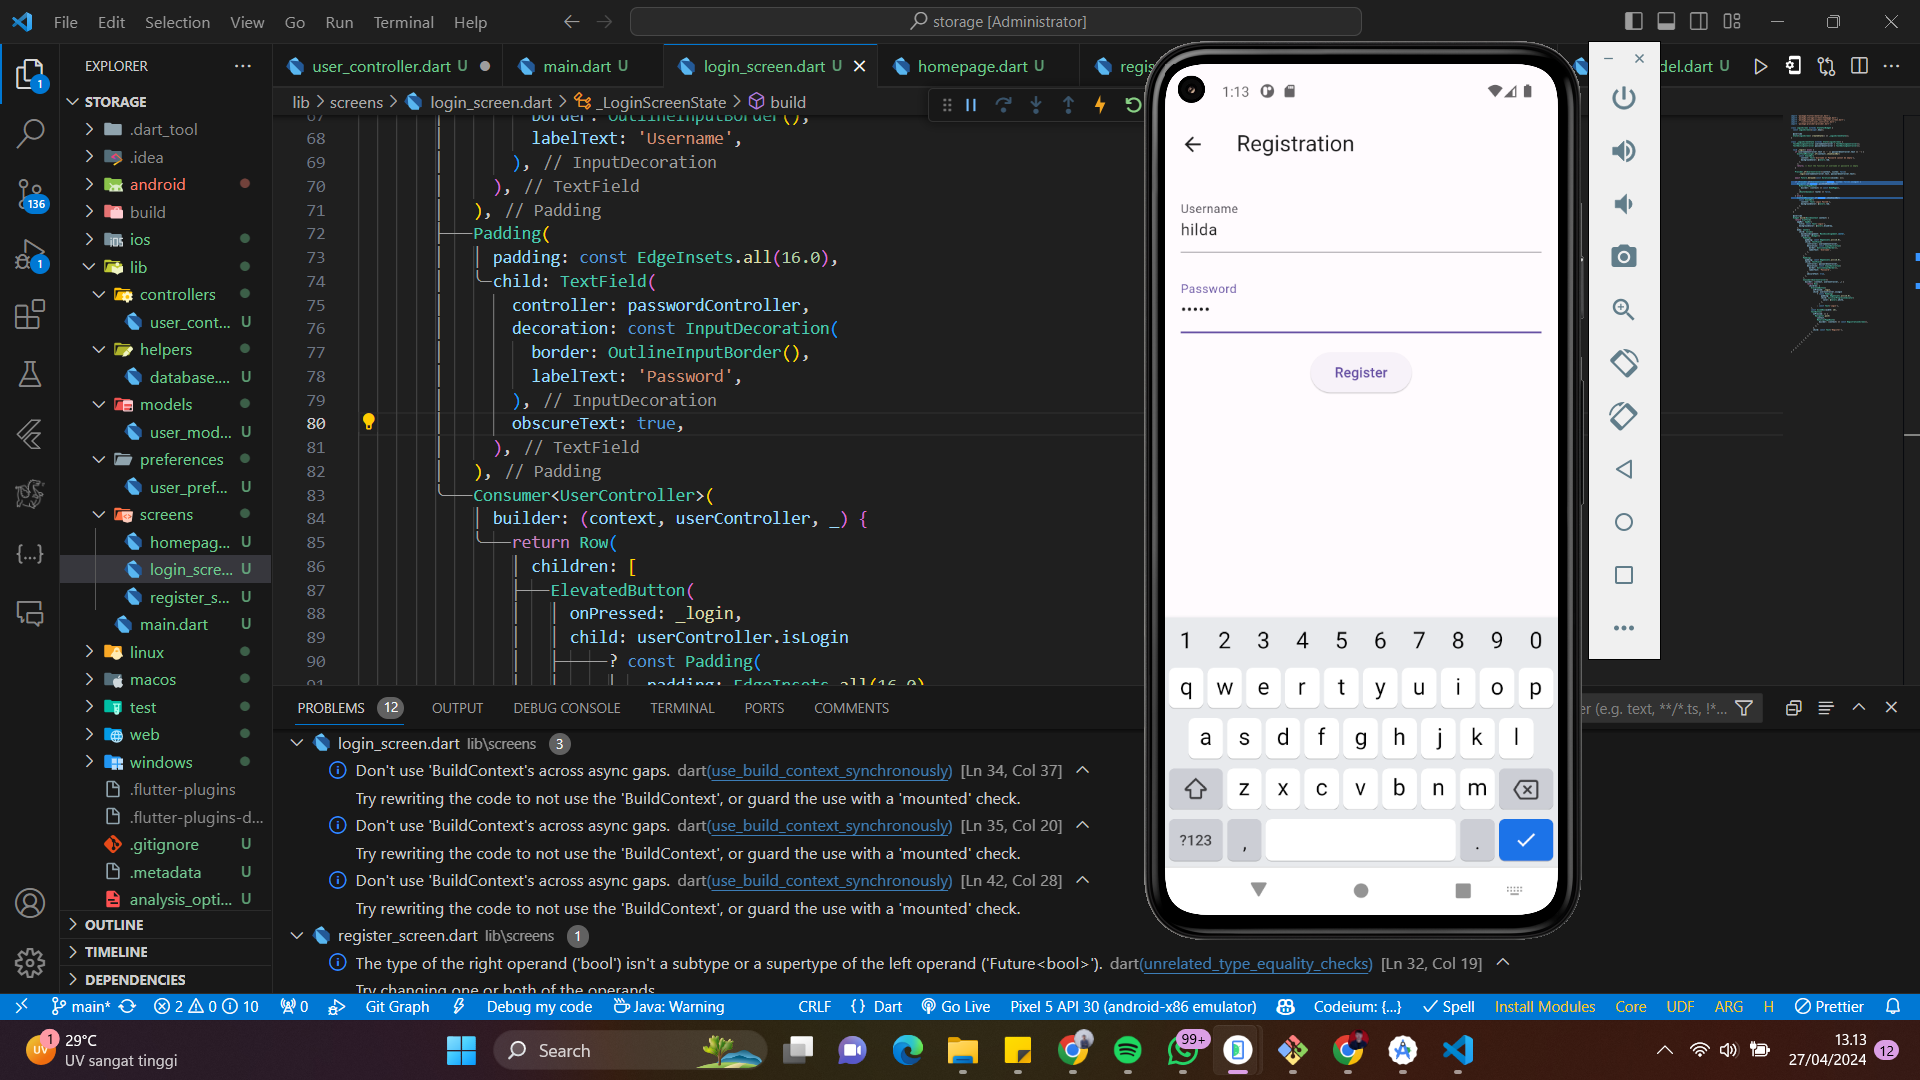 File Edit Selection View Go Run Terminal Help
storage [Administrator]
EXPLORER
user_controller.dart U
main.dart U
login_screen.dart U
homepage.dart U
regis
del.dart U
lib > screens > login_screen.dart > _LoginScreenState > build
STORAGE
.dart_tool
.idea
android
build
ios
lib
controllers
user_cont... U
helpers
database.... U
models
user_mod... U
preferences
user_pref... U
screens
homepag... U
login_scre... U
register_s... U
main.dart U
linux
macos
test
web
windows
.flutter-plugins
.flutter-plugins-d...
.gitignore U
.metadata U
analysis_opti... U
OUTLINE
TIMELINE
DEPENDENCIES
1
136
1
67 border: OutlineInputBorder(),
68 labelText: 'Username',
69 ), // InputDecoration
70 ), // TextField
71 ), // Padding
72 Padding(
73 padding: const EdgeInsets.all(16.0),
74 child: TextField(
75 controller: passwordController,
76 decoration: const InputDecoration(
77 border: OutlineInputBorder(),
78 labelText: 'Password',
79 ), // InputDecoration
80 obscureText: true,
81 ), // TextField
82 ), // Padding
83 Consumer<UserController>(
84 builder: (context, userController, _) {
85 return Row(
86 children: [
87 ElevatedButton(
88 onPressed: _login,
89 child: userController.isLogin
90 ? const Padding(
91 padding: EdgeInsets.all(16.0)
PROBLEMS 12 OUTPUT DEBUG CONSOLE TERMINAL PORTS COMMENTS
er (e.g. text, **/*.ts, !*...
login_screen.dart lib\screens 3
Don't use 'BuildContext's across async gaps. dart(use_build_context_synchronously) [Ln 34, Col 37]
Try rewriting the code to not use the 'BuildContext', or guard the use with a 'mounted' check.
Don't use 'BuildContext's across async gaps. dart(use_build_context_synchronously) [Ln 35, Col 20]
Try rewriting the code to not use the 'BuildContext', or guard the use with a 'mounted' check.
Don't use 'BuildContext's across async gaps. dart(use_build_context_synchronously) [Ln 42, Col 28]
Try rewriting the code to not use the 'BuildContext', or guard the use with a 'mounted' check.
register_screen.dart lib\screens 1
The type of the right operand ('bool') isn't a subtype or a supertype of the left operand ('Future<bool>'). dart(unrelated_type_equality_checks) [Ln 32, Col 19]
Try changing one or both of the operands
1:13
Registration
Username
hilda
Password
•••••
Register
1 2 3 4 5 6 7 8 9 0
q w e r t y u i o p
a s d f g h j k l
z x c v b n m
?123 , .
main* 2 0 10 0 Git Graph Debug my code Java: Warning CRLF { } Dart Go Live Pixel 5 API 30 (android-x86 emulator) Codeium: {...} Spell Install Modules Core UDF ARG H Prettier
1
UV
29°C
UV sangat tinggi
Search
99+
13.13
27/04/2024
12